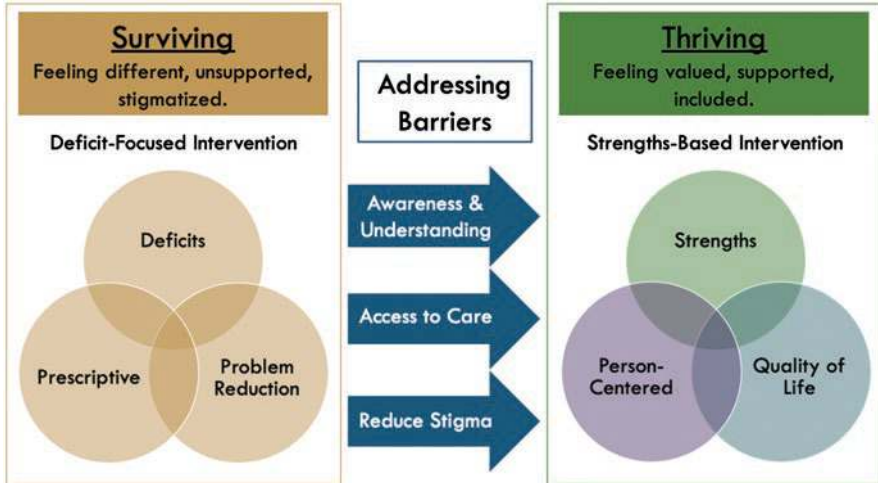 Surviving
Feeling different, unsupported,
stigmatized.
Deficit-Focused Intervention
Deficits
Prescriptive
Problem
Reduction
Addressing
Barriers
Awareness &
Understanding
Access to Care
Reduce Stigma
Thriving
Feeling valued, supported,
included.
Strengths-Based Intervention
Strengths
Person-
Centered
Quality of
Life